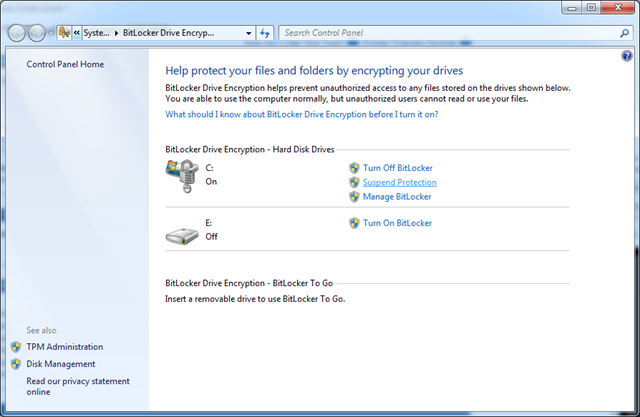 « Syste... ▸ BitLocker Drive Encryp...
Search Control Panel
Control Panel Home
Help protect your files and folders by encrypting your drives
BitLocker Drive Encryption helps prevent unauthorized access to any files stored on the drives shown below.
You are able to use the computer normally, but unauthorized users cannot read or use your files.
What should I know about BitLocker Drive Encryption before I turn it on?
BitLocker Drive Encryption - Hard Disk Drives
C:
On
Turn Off BitLocker
Suspend Protection
Manage BitLocker
E:
Off
Turn On BitLocker
BitLocker Drive Encryption - BitLocker To Go
Insert a removable drive to use BitLocker To Go.
See also
TPM Administration
Disk Management
Read our privacy statement
online